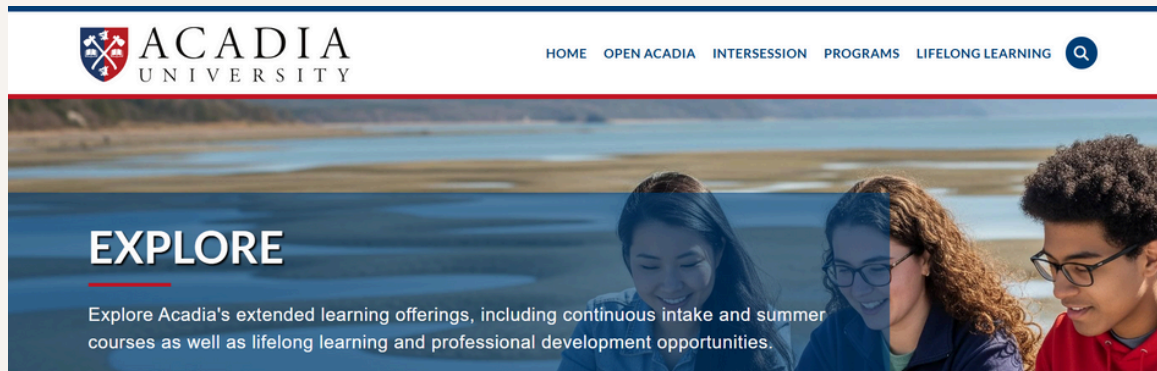 ACADIA
UNIVERSITY
HOME OPEN ACADIA INTERSESSION PROGRAMS LIFELONG LEARNING
EXPLORE
Explore Acadia's extended learning offerings, including continuous intake and summer
courses as well as lifelong learning and professional development opportunities.